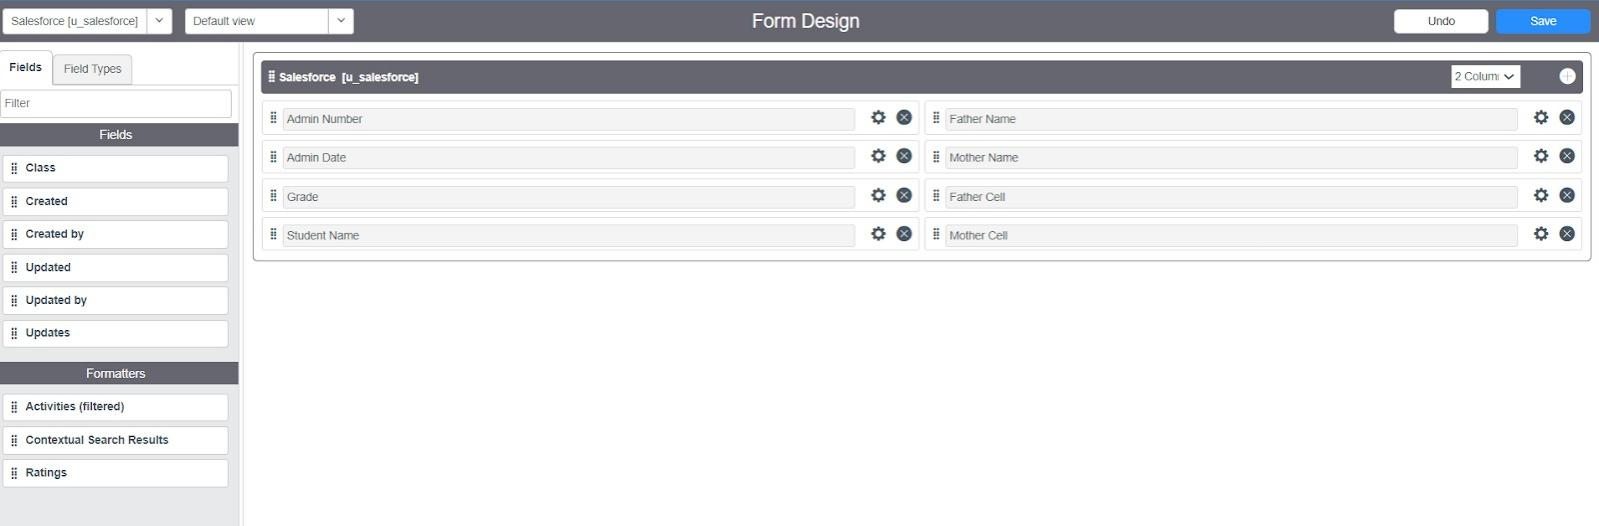 Salesforce [u_salesforce]
Default view
Form Design
Undo
Save
Fields
Field Types
Filter
Fields
Class
Created
Created by
Updated
Updated by
Updates
Formatters
Activities (filtered)
Contextual Search Results
Ratings
Salesforce [u_salesforce]
2 Colum
Admin Number
Father Name
Admin Date
Mother Name
Grade
Father Cell
Student Name
Mother Cell